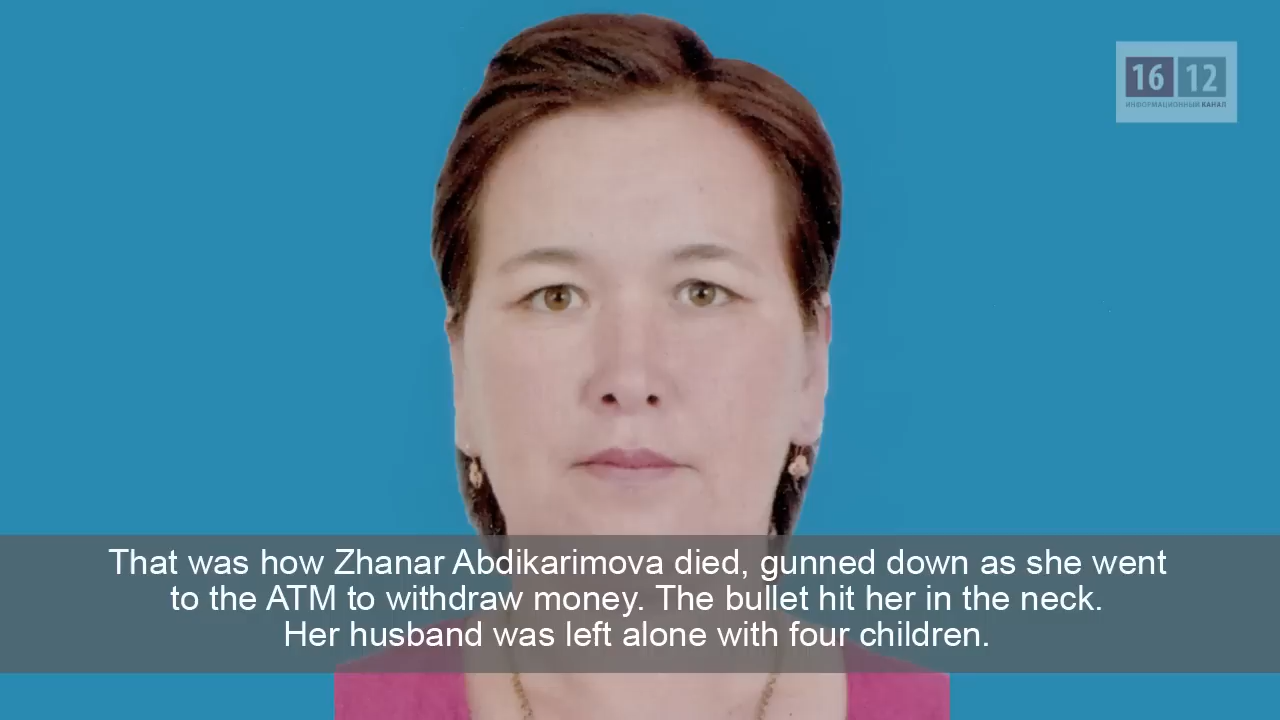 16 12
ИНФОРМАЦИОННЫЙ КАНАЛ
That was how Zhanar Abdikarimova died, gunned down as she went
to the ATM to withdraw money. The bullet hit her in the neck.
Her husband was left alone with four children.